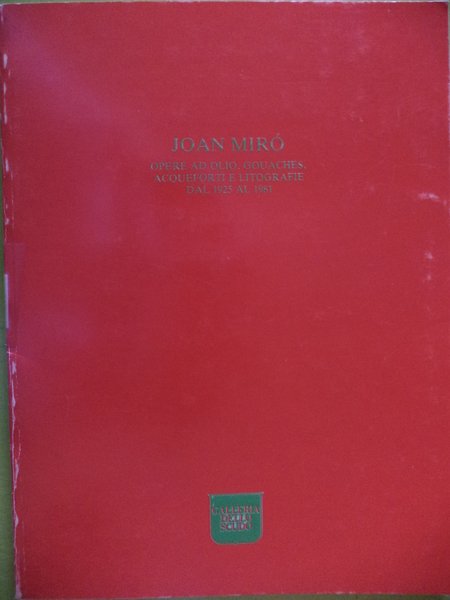 JOAN MIRÓ
OPERE AD OLIO, GOUACHES,
ACQUEFORTI E LITOGRAFIE
DAL 1925 AL 1981
GALLERIA
DELLO
SCUDO